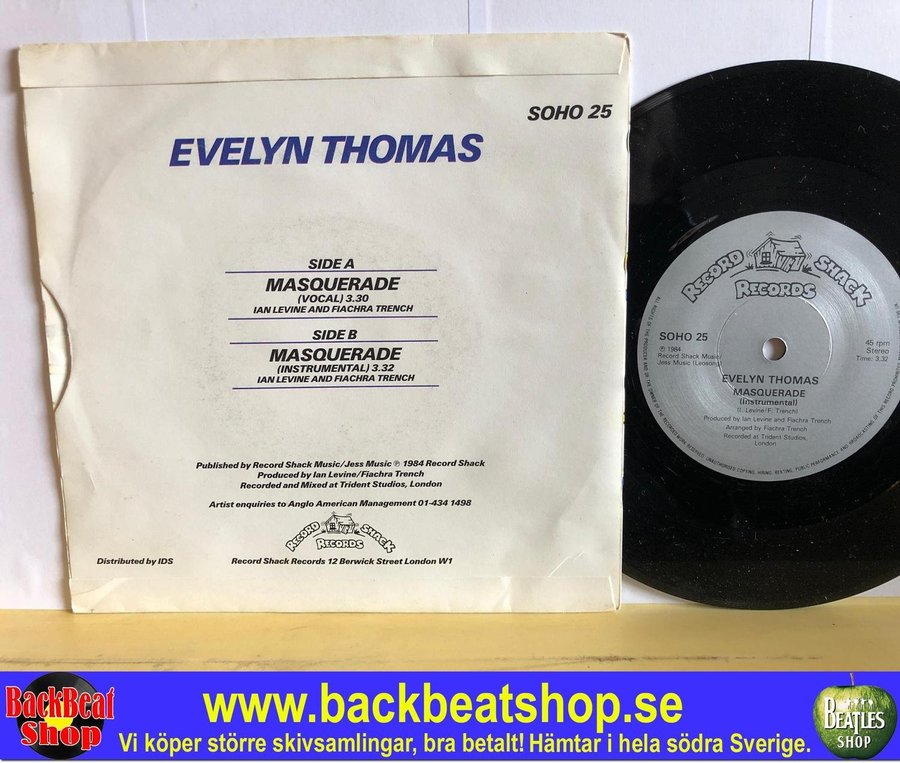 SOHO 25
EVELYN THOMAS
SIDE A
MASQUERADE
(VOCAL) 3.30
IAN LEVINE AND FIACHRA TRENCH
SIDE B
MASQUERADE
(INSTRUMENTAL) 3.32
IAN LEVINE AND FIACHRA TRENCH
Published by Record Shack Music/Jess Music ℗ 1984 Record Shack
Produced by Ian Levine/Fiachra Trench
Recorded and Mixed at Trident Studios, London
Artist enquiries to Anglo American Management 01-434 1498
RECORD SHACK
RECORDS
Distributed by IDS
Record Shack Records 12 Berwick Street London W1
RECORD SHACK
RECORDS
SOHO 25
℗ 1984
Record Shack Music/
Jess Music (Leosong)
45 rpm
Stereo
Time: 3.32
EVELYN THOMAS
MASQUERADE
(Instrumental)
(I. Levine/F. Trench)
Produced by Ian Levine and Fiachra Trench
Arranged by Fiachra Trench
Recorded at Trident Studios,
London
BackBeat
Shop
www.backbeatshop.se
Vi köper större skivsamlingar, bra betalt! Hämtar i hela södra Sverige.
BEATLES
SHOP